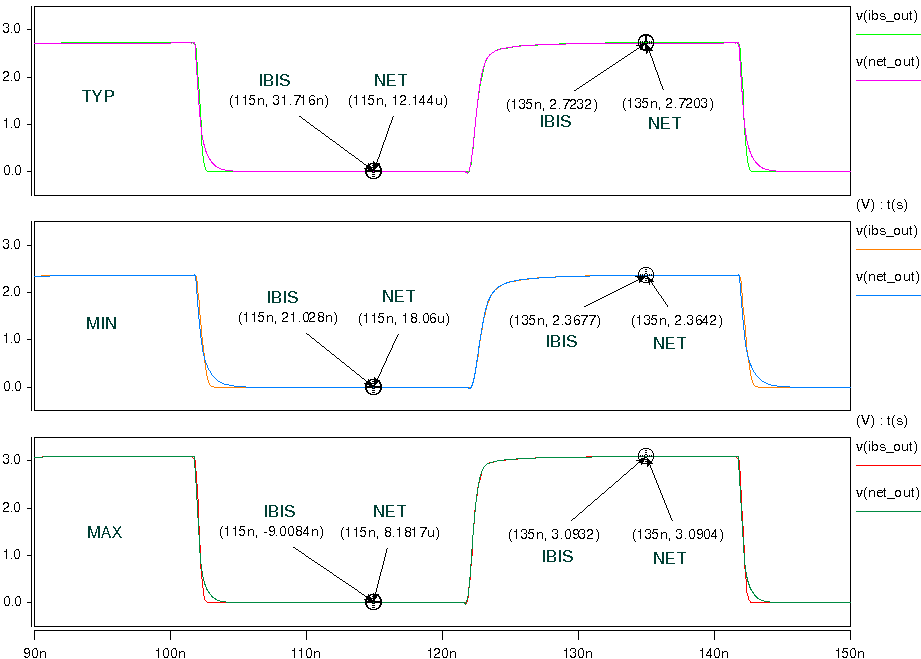 v(ibs_out)
3.0
v(net_out)
2.0
IBIS NET
TYP
(115n, 31.716n) (115n, 12.144u) (135n, 2.7232) (135n, 2.7203)
1.0
IBIS NET
0.0
(V) : t(s)
v(ibs_out)
3.0
v(net_out)
2.0
IBIS NET
MIN
(115n, 21.028n) (115n, 18.06u) (135n, 2.3677) (135n, 2.3642)
1.0
IBIS NET
0.0
(V) : t(s)
v(ibs_out)
3.0
v(net_out)
2.0
IBIS NET
MAX
(115n, -9.0084n) (115n, 8.1817u) (135n, 3.0932) (135n, 3.0904)
1.0
IBIS NET
0.0
90n 100n 110n 120n 130n 140n 150n